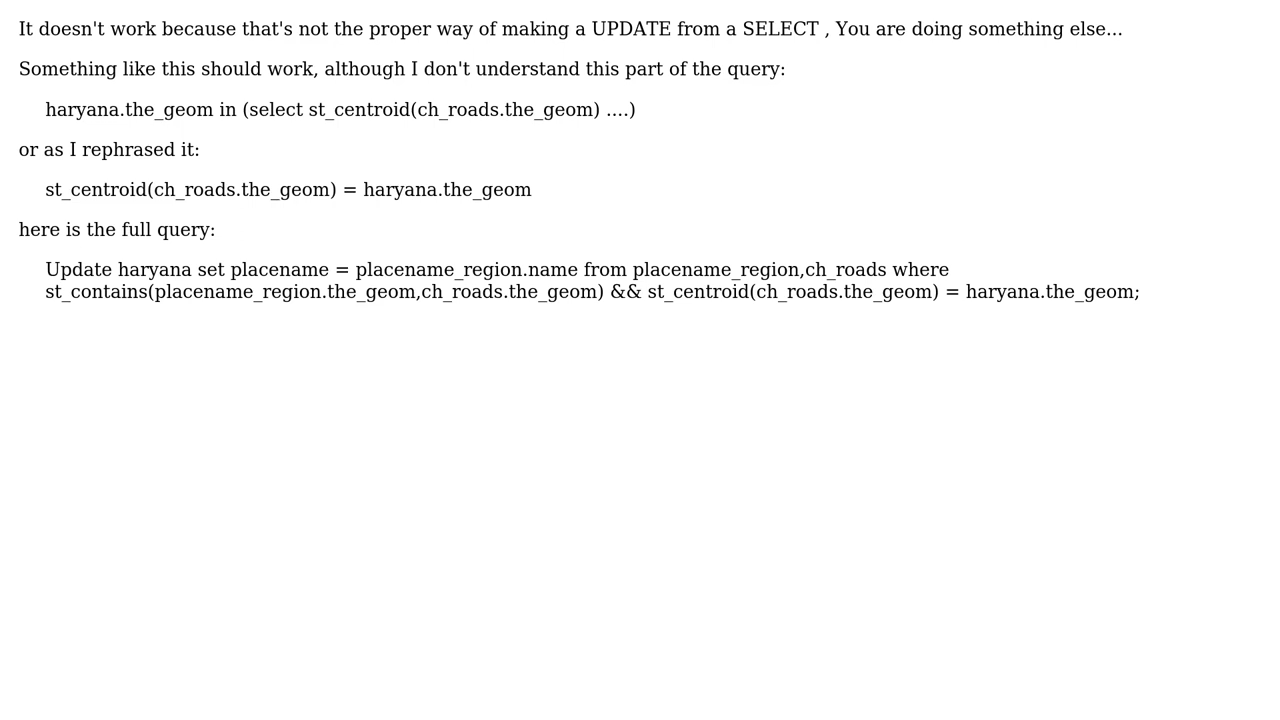 It doesn't work because that's not the proper way of making a UPDATE from a SELECT , You are doing something else...
Something like this should work, although I don't understand this part of the query:
haryana.the_geom in (select st_centroid(ch_roads.the_geom) ....)
or as I rephrased it:
st_centroid(ch_roads.the_geom) = haryana.the_geom
here is the full query:
Update haryana set placename = placename_region.name from placename_region,ch_roads where
st_contains(placename_region.the_geom,ch_roads.the_geom) && st_centroid(ch_roads.the_geom) = haryana.the_geom;